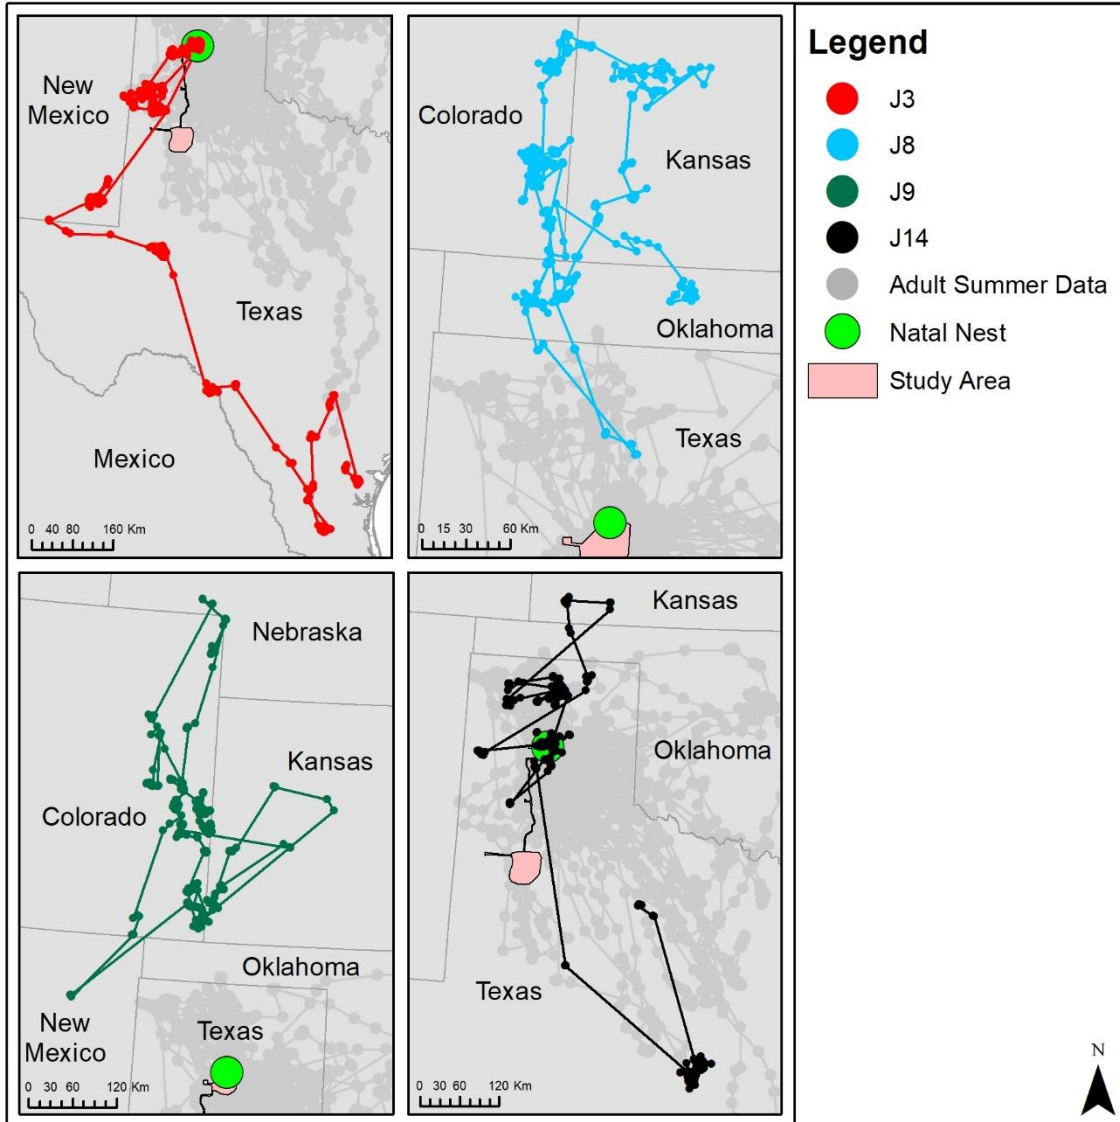 New
Mexico
Texas
Mexico
0 40 80 160 Km
Colorado
Kansas
Oklahoma
Texas
0 15 30 60 Km
Nebraska
Kansas
Colorado
Oklahoma
New
Mexico
Texas
0 30 60 120 Km
Kansas
Oklahoma
Texas
0 30 60 120 Km
Legend
J3
J8
J9
J14
Adult Summer Data
Natal Nest
Study Area
N